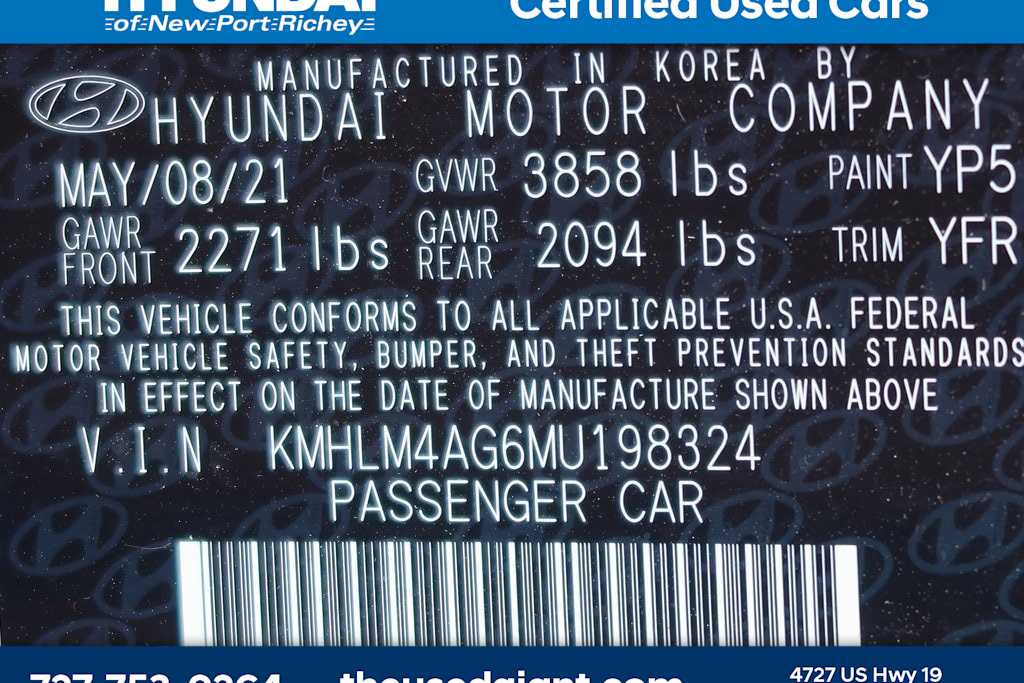 HYUNDAI
of New Port Richey
Certified Used Cars
MANUFACTURED IN KOREA BY
HYUNDAI MOTOR COMPANY
MAY/08/21 GVWR 3858 lbs PAINT YP5
GAWR FRONT 2271 lbs GAWR REAR 2094 lbs TRIM YFR
THIS VEHICLE CONFORMS TO ALL APPLICABLE U.S.A. FEDERAL
MOTOR VEHICLE SAFETY, BUMPER, AND THEFT PREVENTION STANDARDS
IN EFFECT ON THE DATE OF MANUFACTURE SHOWN ABOVE
V.I.N KMHLM4AG6MU198324
PASSENGER CAR
4727 US Hwy 19